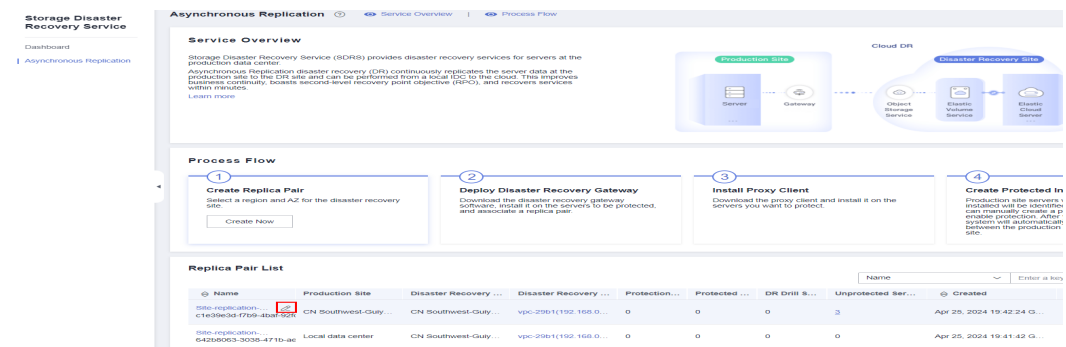 Storage Disaster
Recovery Service
Dashboard
Asynchronous Replication
Asynchronous Replication
Service Overview
|
Process Flow
Service Overview
Storage Disaster Recovery Service (SDRS) provides disaster recovery services for servers at the
production data center.
Asynchronous Replication disaster recovery (DR) continuously replicates the server data at the
production site to the DR site and can be performed from a local IDC to the cloud. This improves
business continuity, boasts second-level recovery point objective (RPO), and recovers services
within minutes.
Learn more
Cloud DR
Production Site
Disaster Recovery Site
Server
Gateway
Object
Storage
Service
Elastic
Volume
Service
Elastic
Cloud
Server
Process Flow
1
Create Replica Pair
Select a region and AZ for the disaster recovery
site.
Create Now
2
Deploy Disaster Recovery Gateway
Download the disaster recovery gateway
software, install it on the servers to be protected,
and associate a replica pair.
3
Install Proxy Client
Download the proxy client and install it on the
servers you want to protect.
4
Create Protected In
Production site servers
installed will be identified
can manually create a p
enable protection. After
system will automatically
between the production
site.
Replica Pair List
Name
Enter a key
Name Production Site Disaster Recovery ... Disaster Recovery ... Protection... Protected ... DR Drill S... Unprotected Ser... Created
Site-replication-...
c1e39e3d-f7b9-4baf-92f CN Southwest-Guiy... CN Southwest-Guiy... vpc-29b1(192.168.0... 0 0 0 3 Apr 25, 2024 19:42:24 G...
Site-replication-...
642b8063-3038-471b-ae Local data center CN Southwest-Guiy... vpc-29b1(192.168.0... 0 0 0 0 Apr 25, 2024 19:41:42 G...